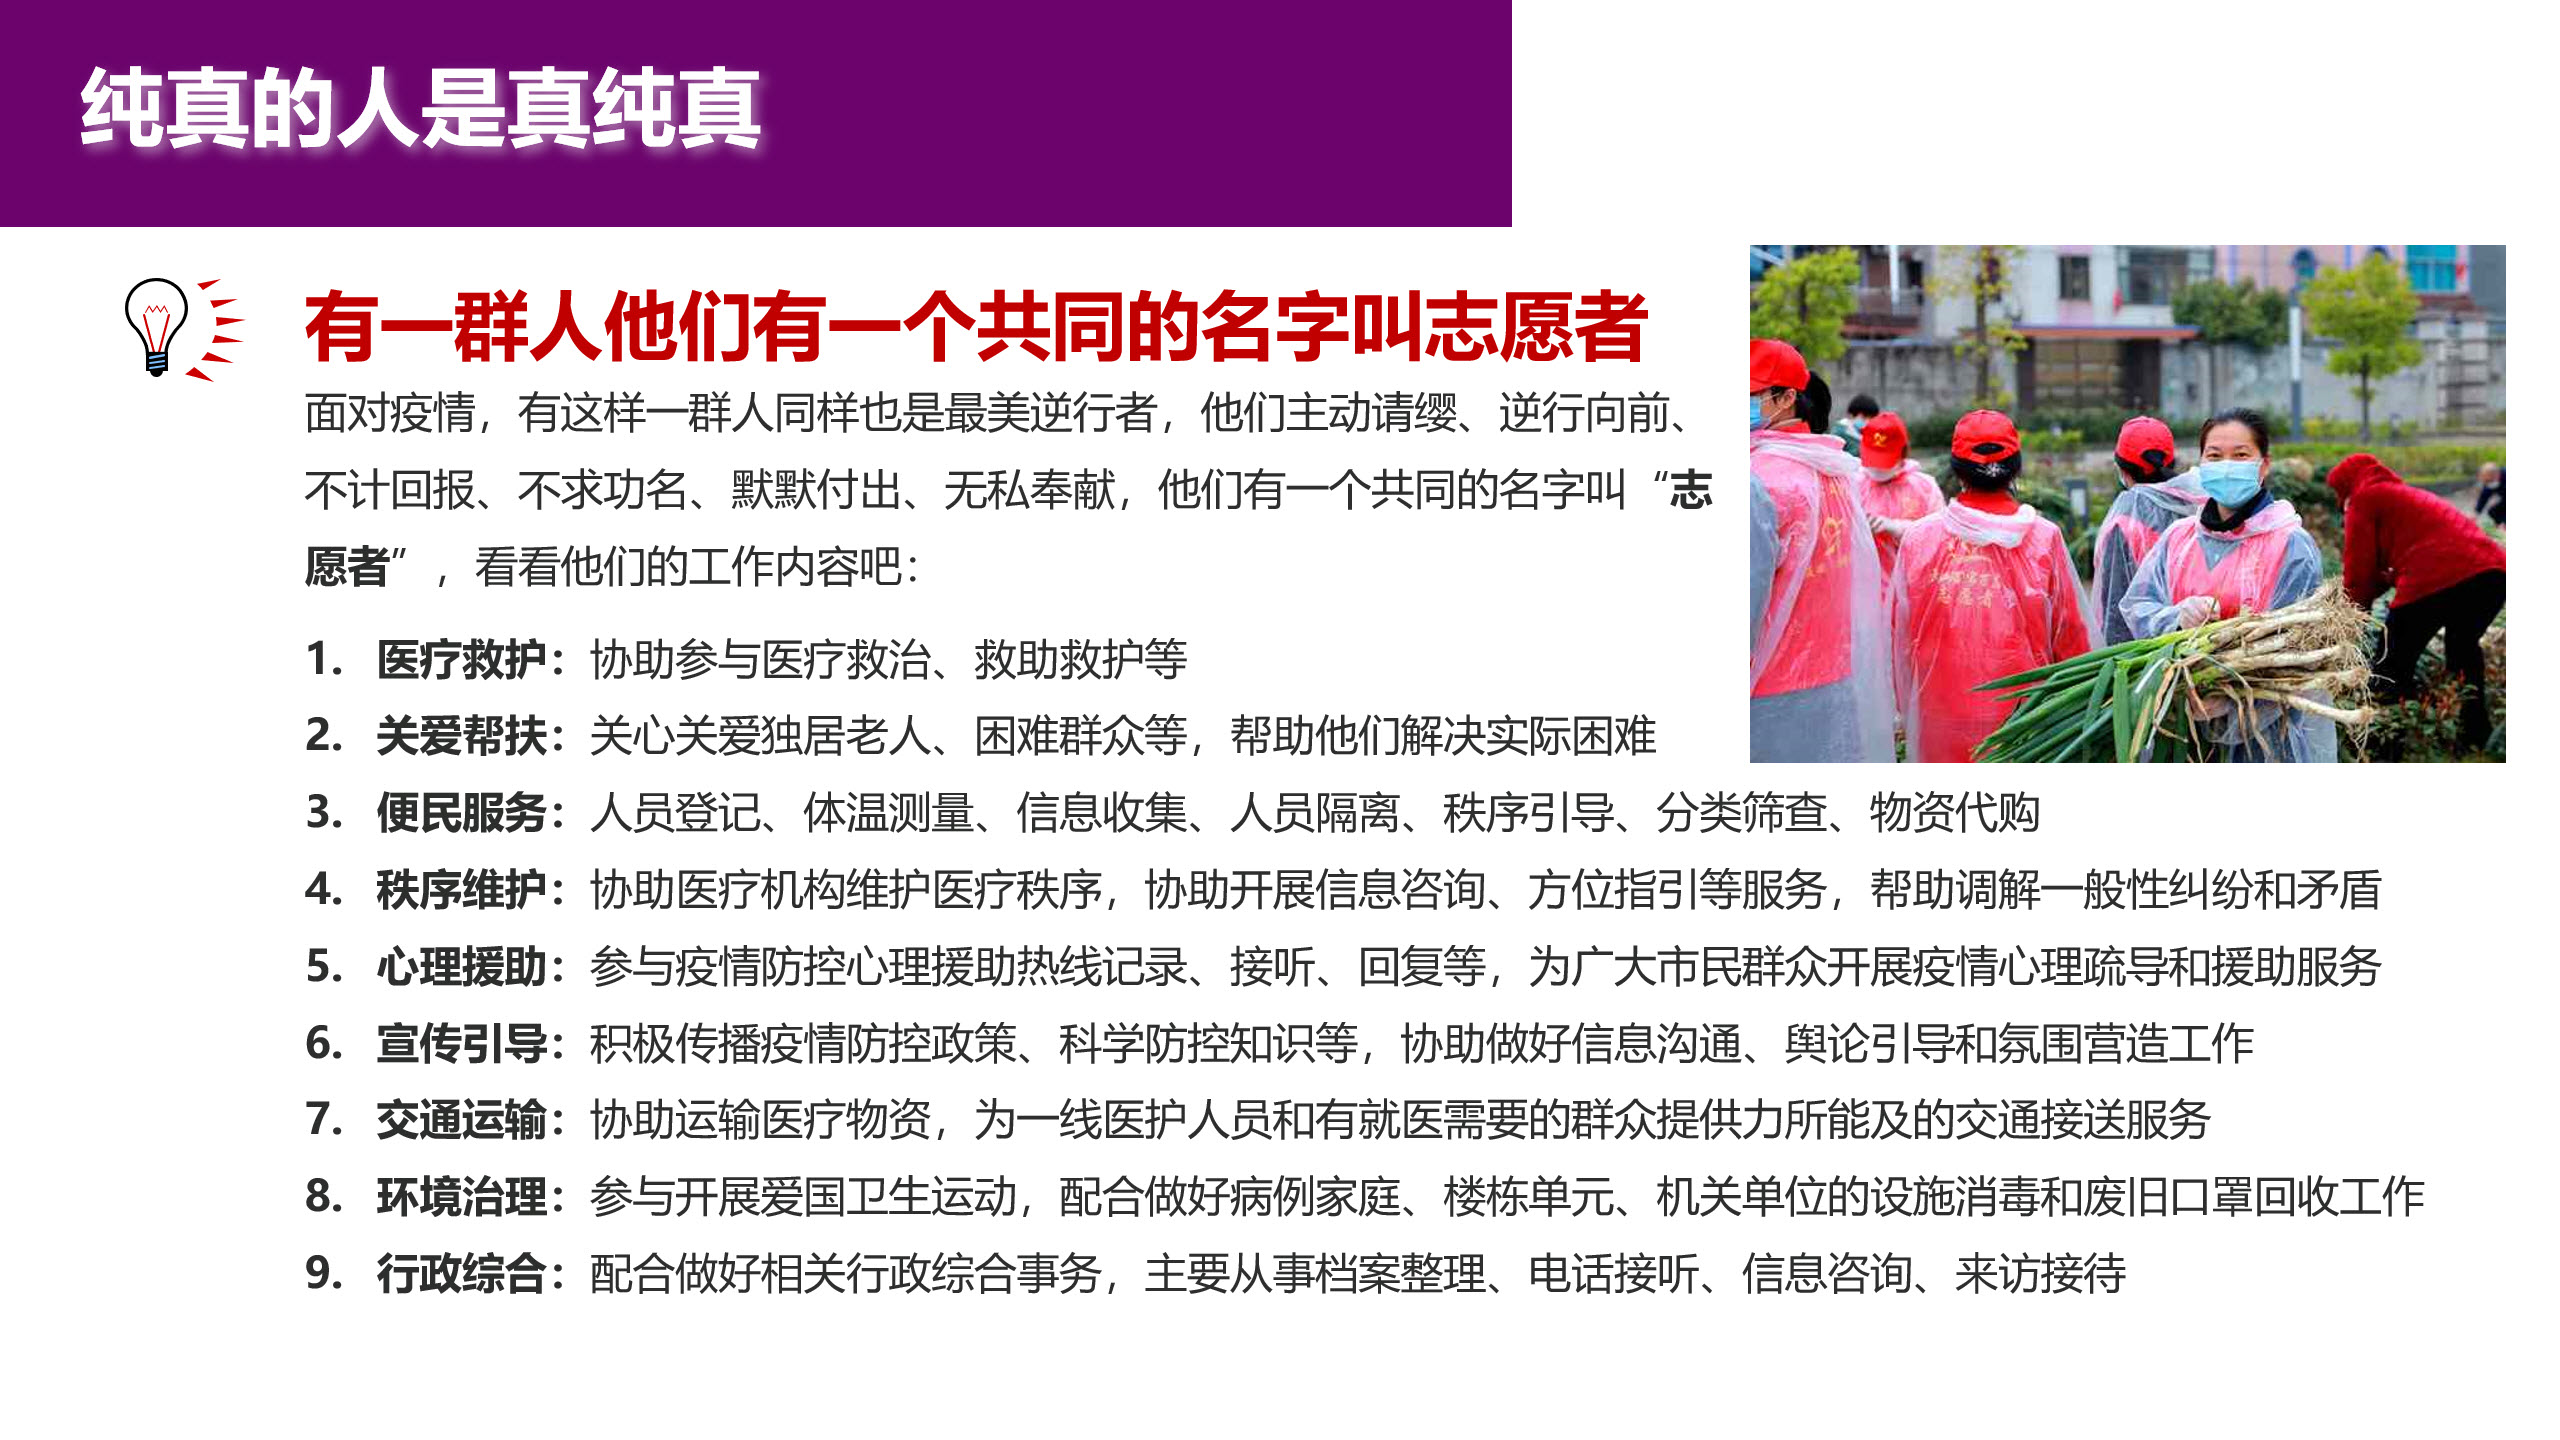 纯真的人是真纯真
有一群人他们有一个共同的名字叫志愿者
面对疫情，有这样一群人同样也是最美逆行者，他们主动请缨、逆行向前、
不计回报、不求功名、默默付出、无私奉献，他们有一个共同的名字叫“志
愿者”，看看他们的工作内容吧：
1. 医疗救护：协助参与医疗救治、救助救护等
2. 关爱帮扶：关心关爱独居老人、困难群众等，帮助他们解决实际困难
3. 便民服务：人员登记、体温测量、信息收集、人员隔离、秩序引导、分类筛查、物资代购
4. 秩序维护：协助医疗机构维护医疗秩序，协助开展信息咨询、方位指引等服务，帮助调解一般性纠纷和矛盾
5. 心理援助：参与疫情防控心理援助热线记录、接听、回复等，为广大市民群众开展疫情心理疏导和援助服务
6. 宣传引导：积极传播疫情防控政策、科学防控知识等，协助做好信息沟通、舆论引导和氛围营造工作
7. 交通运输：协助运输医疗物资，为一线医护人员和有就医需要的群众提供力所能及的交通接送服务
8. 环境治理：参与开展爱国卫生运动，配合做好病例家庭、楼栋单元、机关单位的设施消毒和废旧口罩回收工作
9. 行政综合：配合做好相关行政综合事务，主要从事档案整理、电话接听、信息咨询、来访接待
志愿者